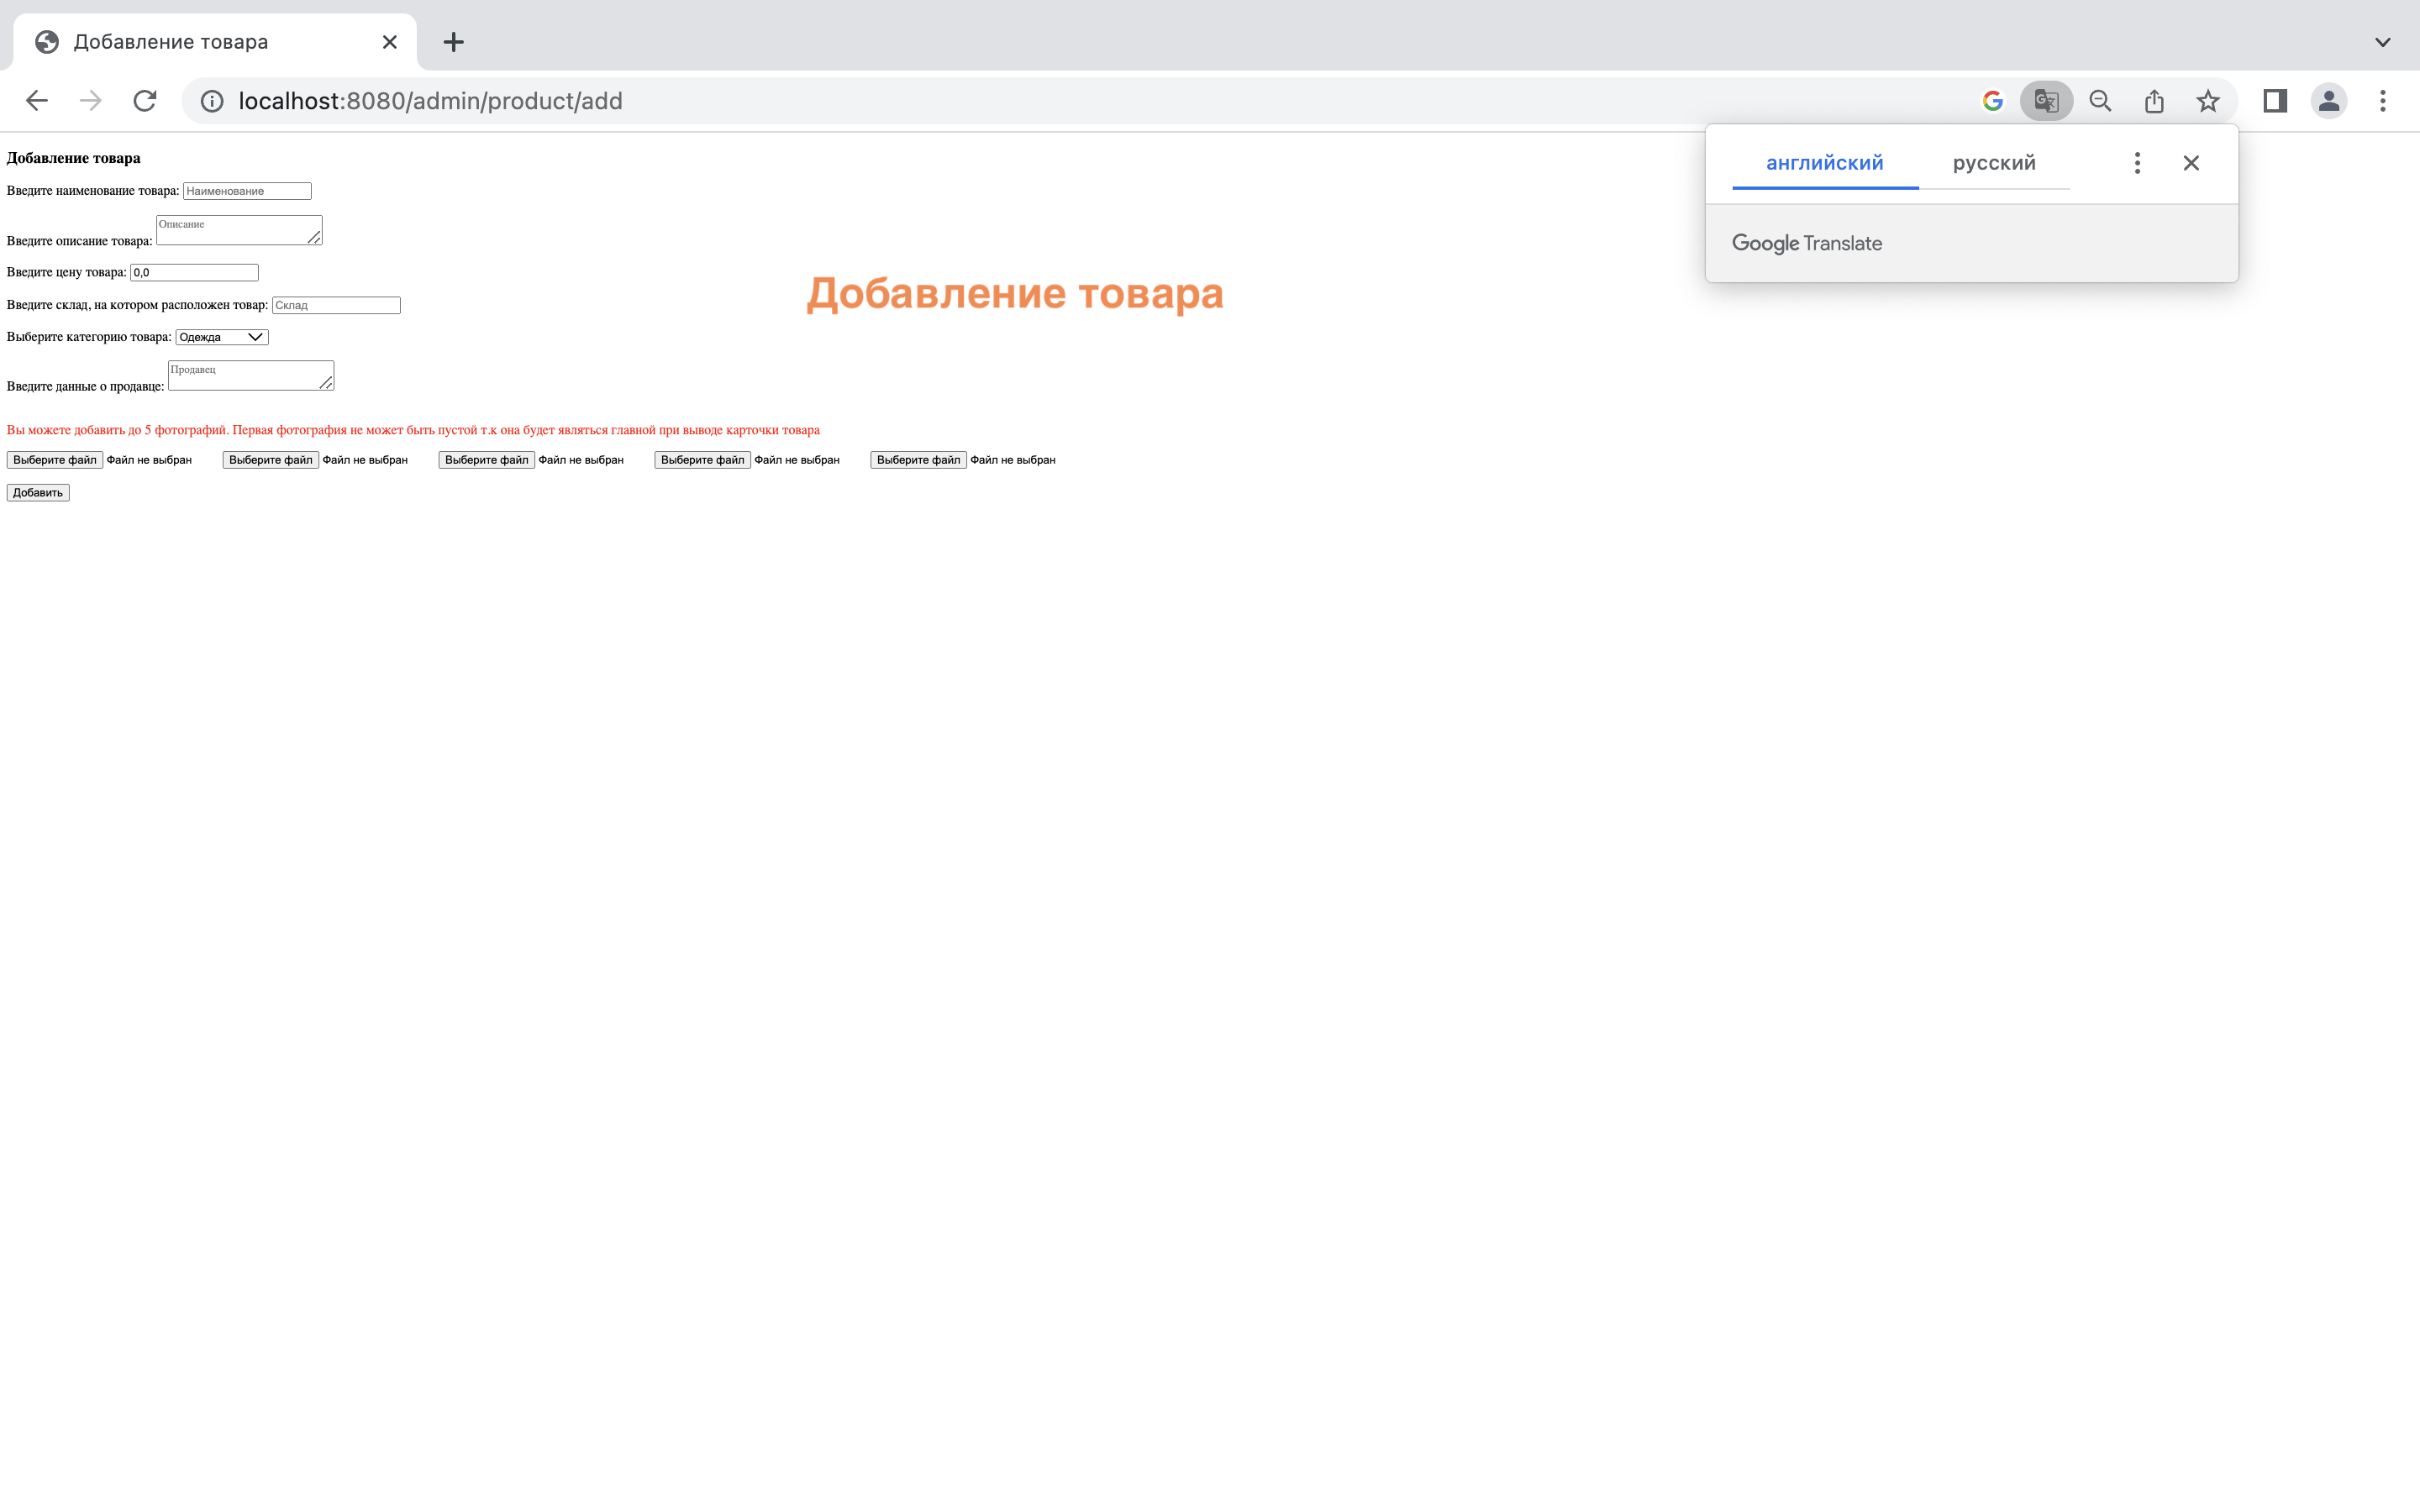 Добавление товара
localhost:8080/admin/product/add
английский русский
Google Translate
Добавление товара
Введите наименование товара: Наименование
Введите описание товара: Описание
Введите цену товара: 0,0
Введите склад, на котором расположен товар: Склад
Выберите категорию товара: Одежда
Введите данные о продавце: Продавец
Добавление товара
Вы можете добавить до 5 фотографий. Первая фотография не может быть пустой т.к она будет являться главной при выводе карточки товара
Выберите файл Файл не выбран Выберите файл Файл не выбран Выберите файл Файл не выбран Выберите файл Файл не выбран Выберите файл Файл не выбран
Добавить